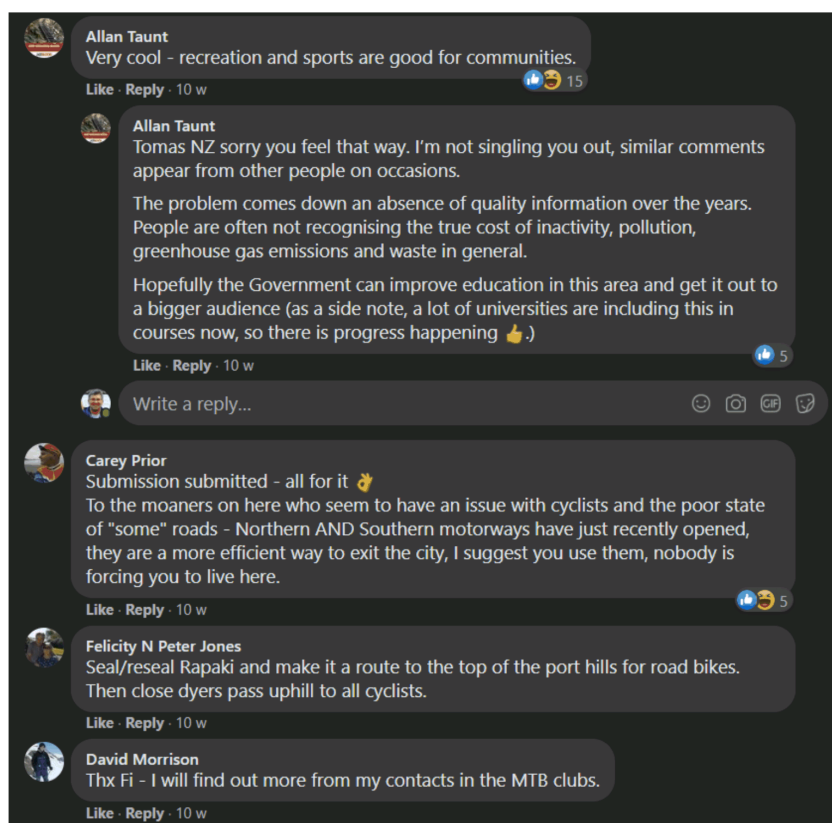 Allan Taunt
Very cool - recreation and sports are good for communities.
15
Like · Reply · 10 w
Allan Taunt
Tomas NZ sorry you feel that way. I'm not singling you out, similar comments
appear from other people on occasions.
The problem comes down an absence of quality information over the years.
People are often not recognising the true cost of inactivity, pollution,
greenhouse gas emissions and waste in general.
Hopefully the Government can improve education in this area and get it out to
a bigger audience (as a side note, a lot of universities are including this in
courses now, so there is progress happening 👍.)
5
Like · Reply · 10 w
Write a reply...
GIF
Carey Prior
Submission submitted - all for it 👌
To the moaners on here who seem to have an issue with cyclists and the poor state
of "some" roads - Northern AND Southern motorways have just recently opened,
they are a more efficient way to exit the city, I suggest you use them, nobody is
forcing you to live here.
5
Like · Reply · 10 w
Felicity N Peter Jones
Seal/reseal Rapaki and make it a route to the top of the port hills for road bikes.
Then close dyers pass uphill to all cyclists.
Like · Reply · 10 w
David Morrison
Thx Fi - I will find out more from my contacts in the MTB clubs.
Like · Reply · 10 w